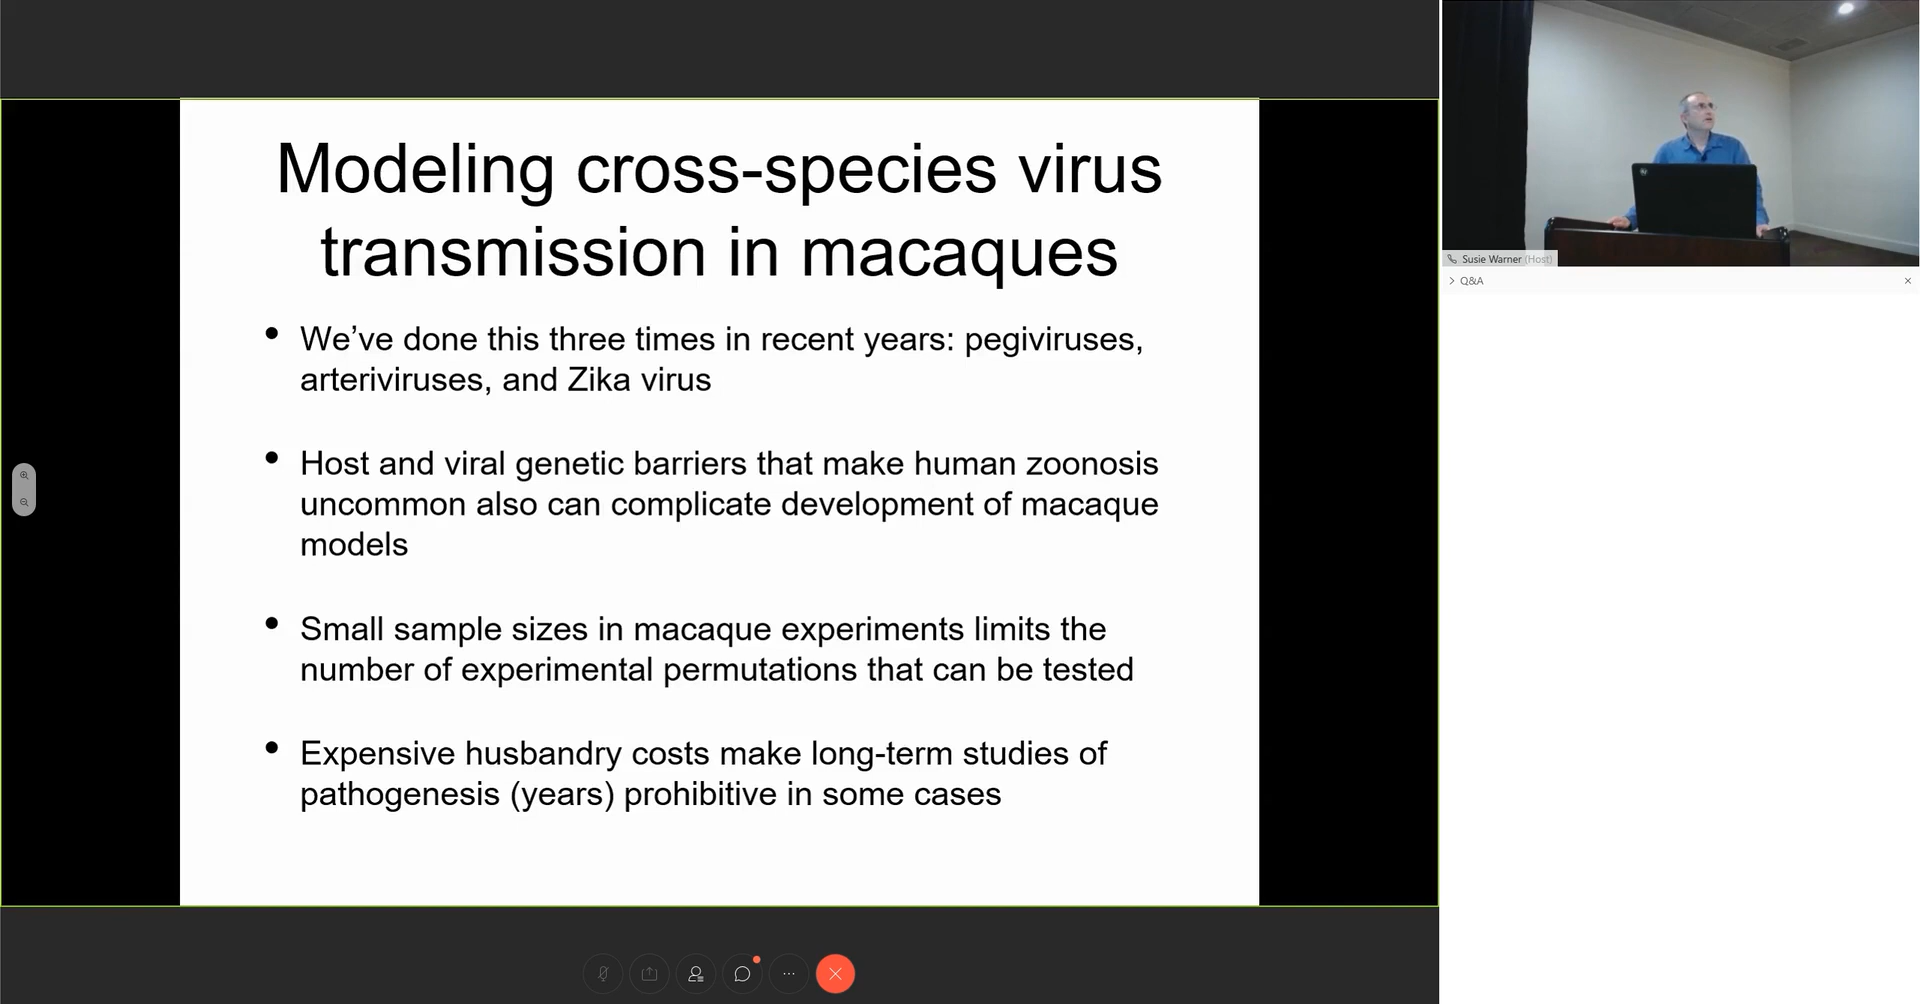 Modeling cross-species virus
transmission in macaques
• We’ve done this three times in recent years: pegiviruses,
arteriviruses, and Zika virus
• Host and viral genetic barriers that make human zoonosis
uncommon also can complicate development of macaque
models
• Small sample sizes in macaque experiments limits the
number of experimental permutations that can be tested
• Expensive husbandry costs make long-term studies of
pathogenesis (years) prohibitive in some cases
Susie Warner (Host)
Q&A